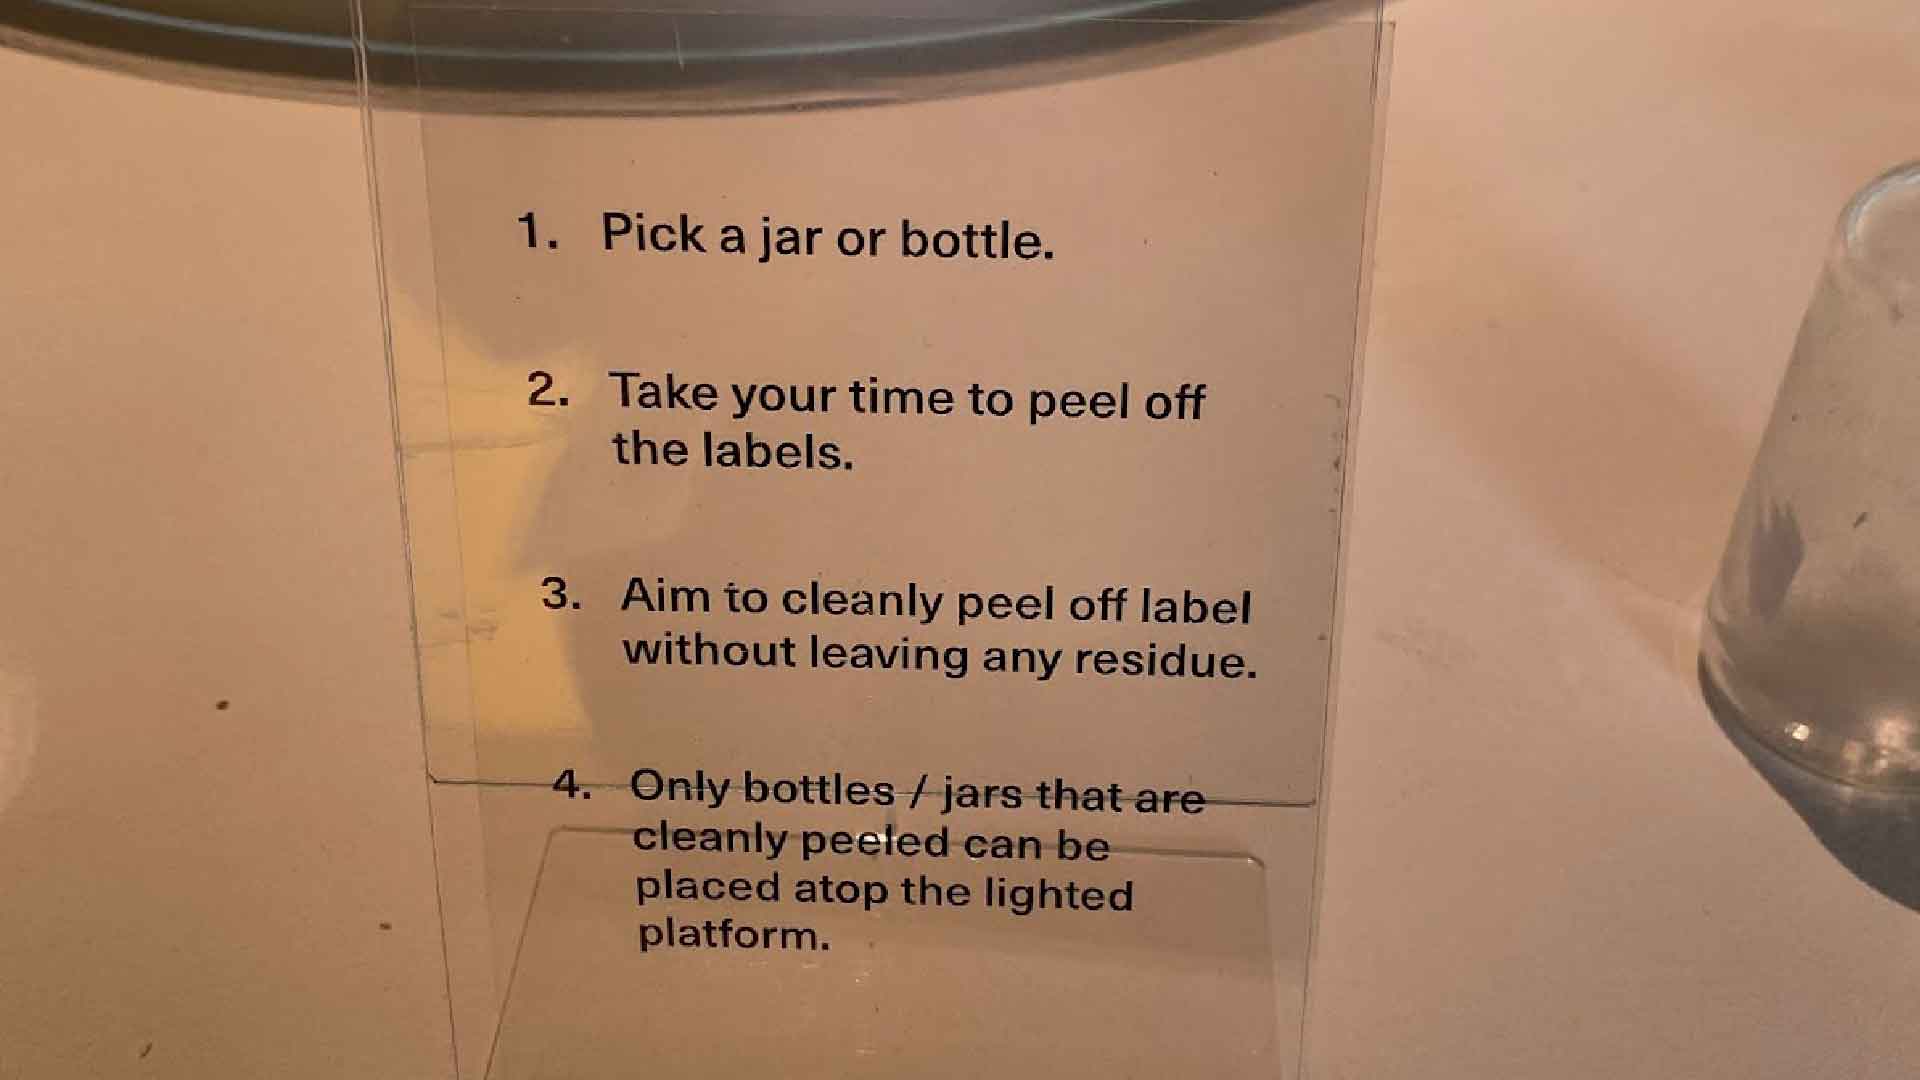 1. Pick a jar or bottle.
2. Take your time to peel off
the labels.
3. Aim to cleanly peel off label
without leaving any residue.
4. Only bottles / jars that are
cleanly peeled can be
placed atop the lighted
platform.